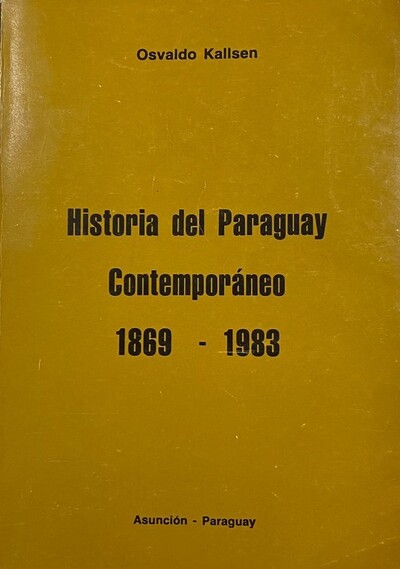 Osvaldo Kallsen
Historia del Paraguay
Contemporáneo
1869 - 1983
Asunción - Paraguay